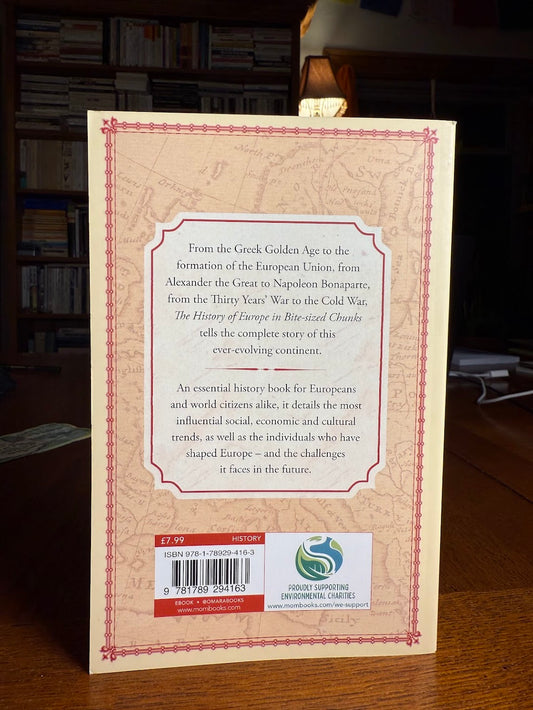 From the Greek Golden Age to the
formation of the European Union, from
Alexander the Great to Napoleon Bonaparte,
from the Thirty Years' War to the Cold War,
The History of Europe in Bite-sized Chunks
tells the complete story of this
ever-evolving continent.
An essential history book for Europeans
and world citizens alike, it details the most
influential social, economic and cultural
trends, as well as the individuals who have
shaped Europe – and the challenges
it faces in the future.
£7.99 HISTORY
ISBN 978-1-78929-416-3
9 781789 294163
EBOOK • @OMARABOOKS
www.mombooks.com
PROUDLY SUPPORTING
ENVIRONMENTAL CHARITIES
www.mombooks.com/we-support
Orkney
Uma
Sicily